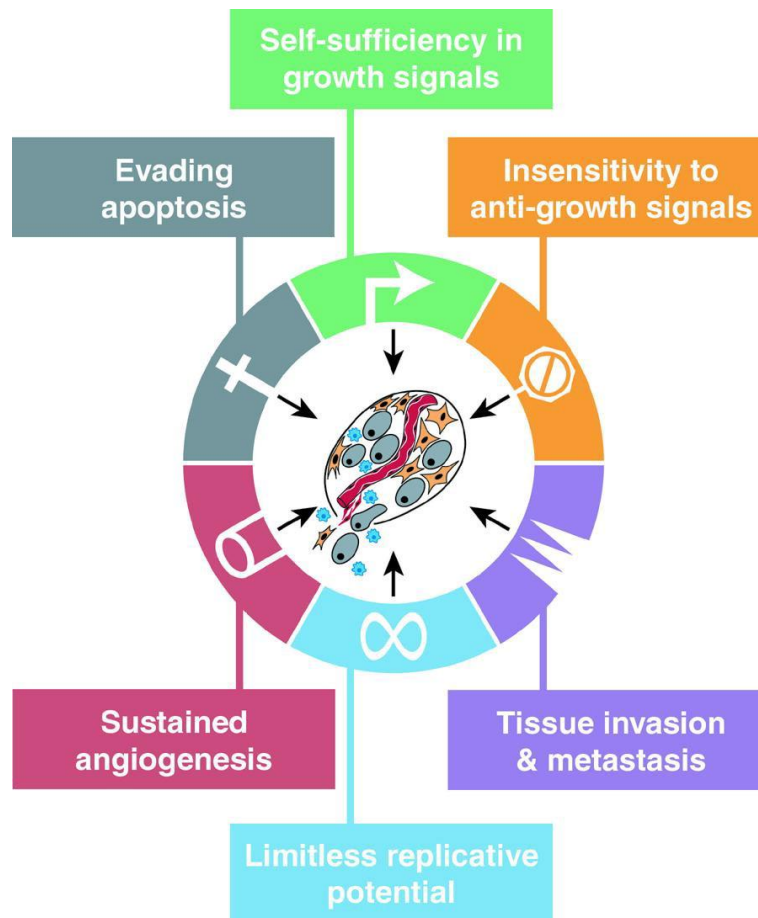 Self-sufficiency in
growth signals
Evading
apoptosis
Insensitivity to
anti-growth signals
Sustained
angiogenesis
Tissue invasion
& metastasis
Limitless replicative
potential